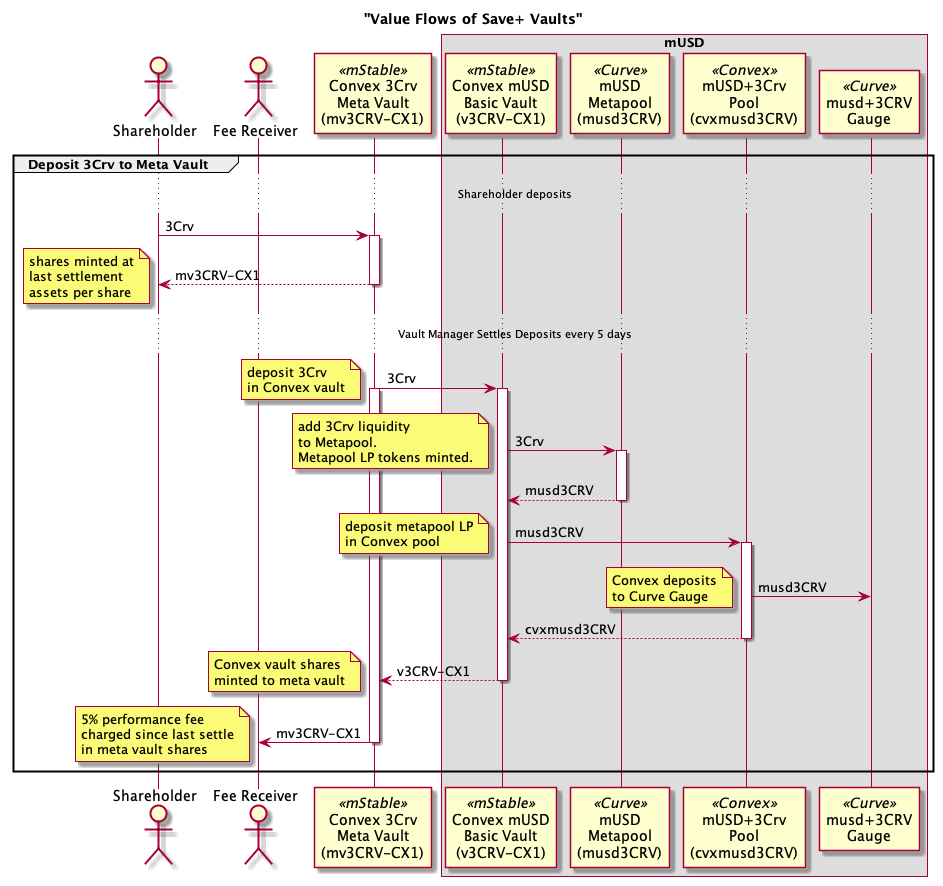 "Value Flows of Save+ Vaults"
mUSD
Shareholder
Fee Receiver
«mStable»
Convex 3Crv
Meta Vault
(mv3CRV-CX1)
«mStable»
Convex mUSD
Basic Vault
(v3CRV-CX1)
«Curve»
mUSD
Metapool
(musd3CRV)
«Convex»
mUSD+3Crv
Pool
(cvxmusd3CRV)
«Curve»
musd+3CRV
Gauge
Deposit 3Crv to Meta Vault
Shareholder deposits
3Crv
shares minted at
last settlement
assets per share
mv3CRV-CX1
Vault Manager Settles Deposits every 5 days
deposit 3Crv
in Convex vault
3Crv
add 3Crv liquidity
to Metapool.
Metapool LP tokens minted.
3Crv
musd3CRV
deposit metapool LP
in Convex pool
musd3CRV
Convex deposits
to Curve Gauge
musd3CRV
cvxmusd3CRV
Convex vault shares
minted to meta vault
v3CRV-CX1
5% performance fee
charged since last settle
in meta vault shares
mv3CRV-CX1
Shareholder
Fee Receiver
«mStable»
Convex 3Crv
Meta Vault
(mv3CRV-CX1)
«mStable»
Convex mUSD
Basic Vault
(v3CRV-CX1)
«Curve»
mUSD
Metapool
(musd3CRV)
«Convex»
mUSD+3Crv
Pool
(cvxmusd3CRV)
«Curve»
musd+3CRV
Gauge